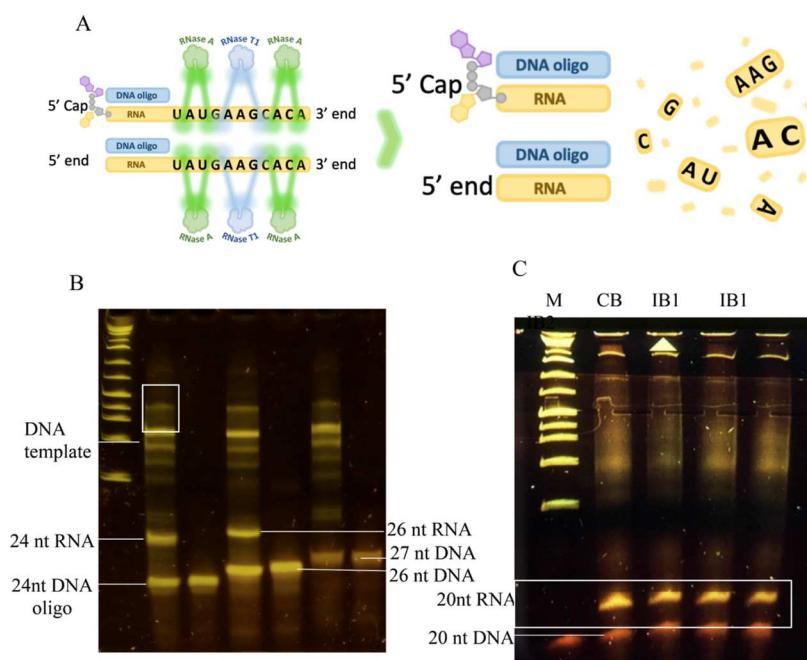 A
RNase A RNase T1 RNase A
DNA oligo
5' Cap
RNA UAUGAAGCACA 3' end
DNA oligo
5' end RNA UAUGAAGCACA 3' end
RNase A RNase T1 RNase A
DNA oligo
5' Cap
RNA
DNA oligo
5' end RNA
AAG
G
C
AC
AU
A
B
DNA
template
24 nt RNA
24nt DNA
oligo
26 nt RNA
27 nt DNA
26 nt DNA
C
M CB IB1 IB1
IB2
20nt RNA
20 nt DNA